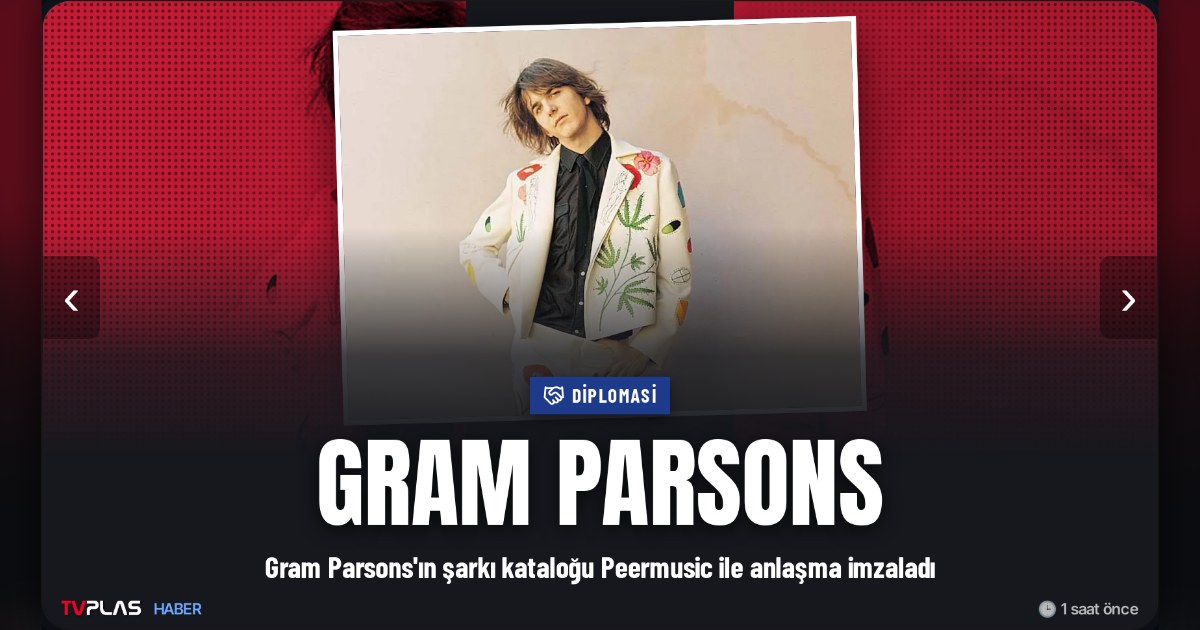 DİPLOMASİ
GRAM PARSONS
Gram Parsons'ın şarkı kataloğu Peermusic ile anlaşma imzaladı
TVPLAS HABER
1 saat önce